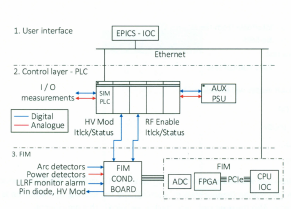 1. User interface
EPICS - IOC
Ethernet
2. Control layer - PLC
I / O
measurements
SIM
PLC
AUX
PSU
Digital
Analogue
HV Mod
Itick/Status
RF Enable
Itick/Status
3. FIM
Arc detectors
Power detectors
LLRF monitor alarm
Pin diode, HV Mod
FIM
COND.
BOARD
FIM
ADC
FPGA
PCIe
CPU
IOC